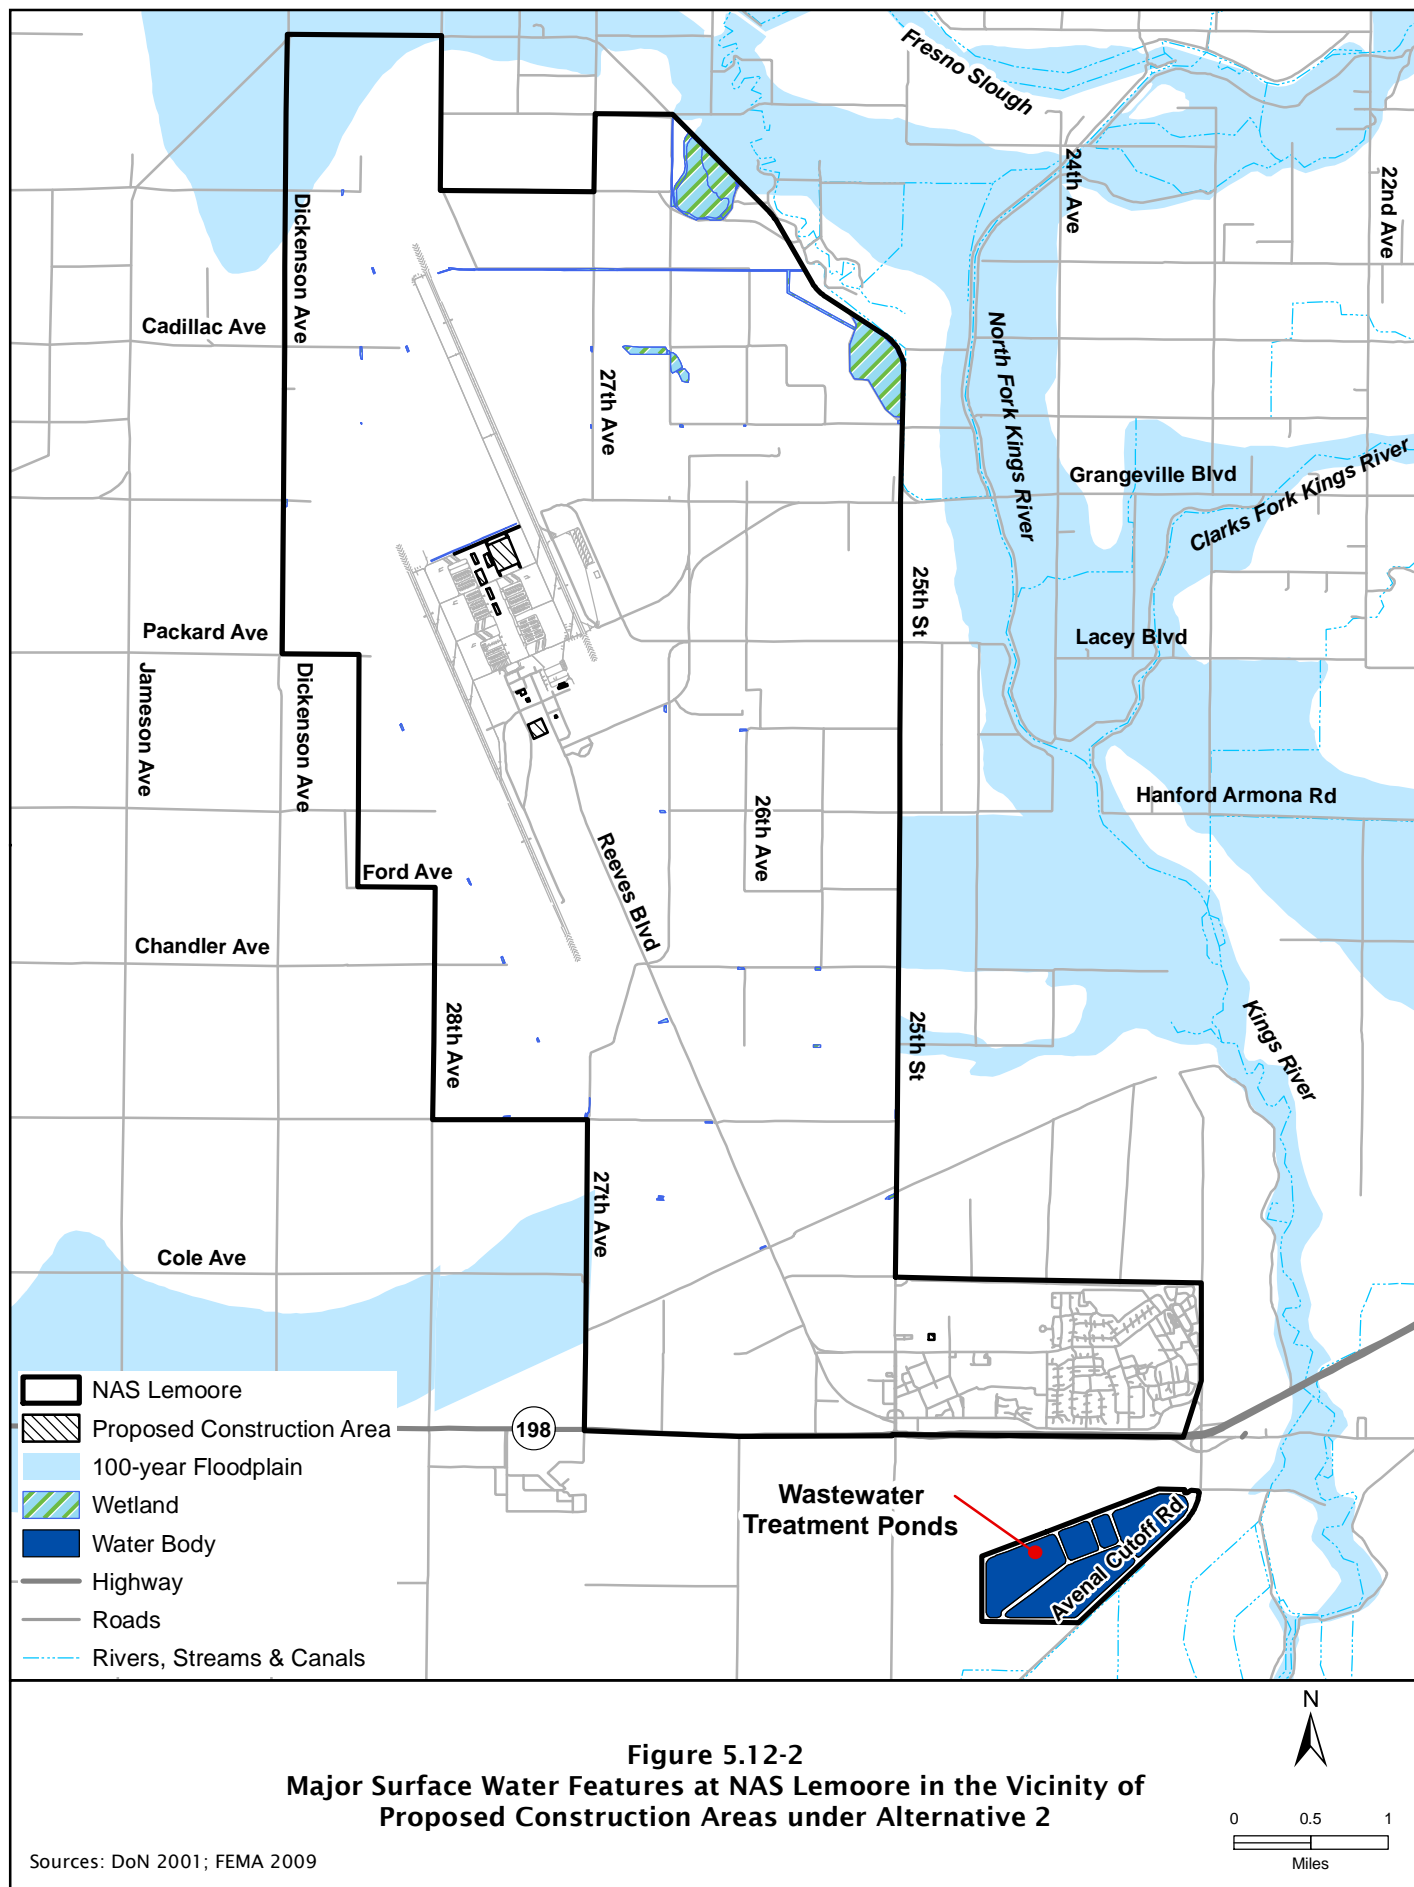 Fresno Slough
24th Ave
22nd Ave
Dickenson Ave
Cadillac Ave
27th Ave
North Fork Kings River
Grangeville Blvd
Clarks Fork Kings River
25th St
Packard Ave
Lacey Blvd
Jameson Ave
Dickenson Ave
Hanford Armona Rd
26th Ave
Reeves Blvd
Ford Ave
Chandler Ave
28th Ave
25th St
Kings River
27th Ave
Cole Ave
NAS Lemoore
Proposed Construction Area
198
100-year Floodplain
Wetland
Water Body
Highway
Roads
Rivers, Streams & Canals
Wastewater
Treatment Ponds
Avenal Cutoff Rd
N
Figure 5.12-2
Major Surface Water Features at NAS Lemoore in the Vicinity of
Proposed Construction Areas under Alternative 2
0 0.5 1
Miles
Sources: DoN 2001; FEMA 2009